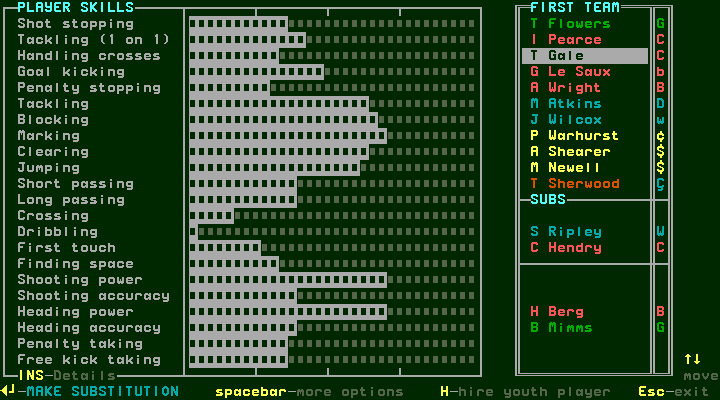 PLAYER SKILLS
Shot stopping
Tackling (1 on 1)
Handling crosses
Goal kicking
Penalty stopping
Tackling
Blocking
Marking
Clearing
Jumping
Short passing
Long passing
Crossing
Dribbling
First touch
Finding space
Shooting power
Shooting accuracy
Heading power
Heading accuracy
Penalty taking
Free kick taking
INS-Details
FIRST TEAM
T Flowers G
I Pearce C
T Gale C
G Le Saux b
A Wright B
M Atkins D
J Wilcox w
P Warhurst ¢
A Shearer $
M Newell $
T Sherwood Ç
SUBS
S Ripley W
C Hendry C
H Berg B
B Mimms G
↑↓
move
↵-MAKE SUBSTITUTION spacebar-more options H-hire youth player Esc-exit